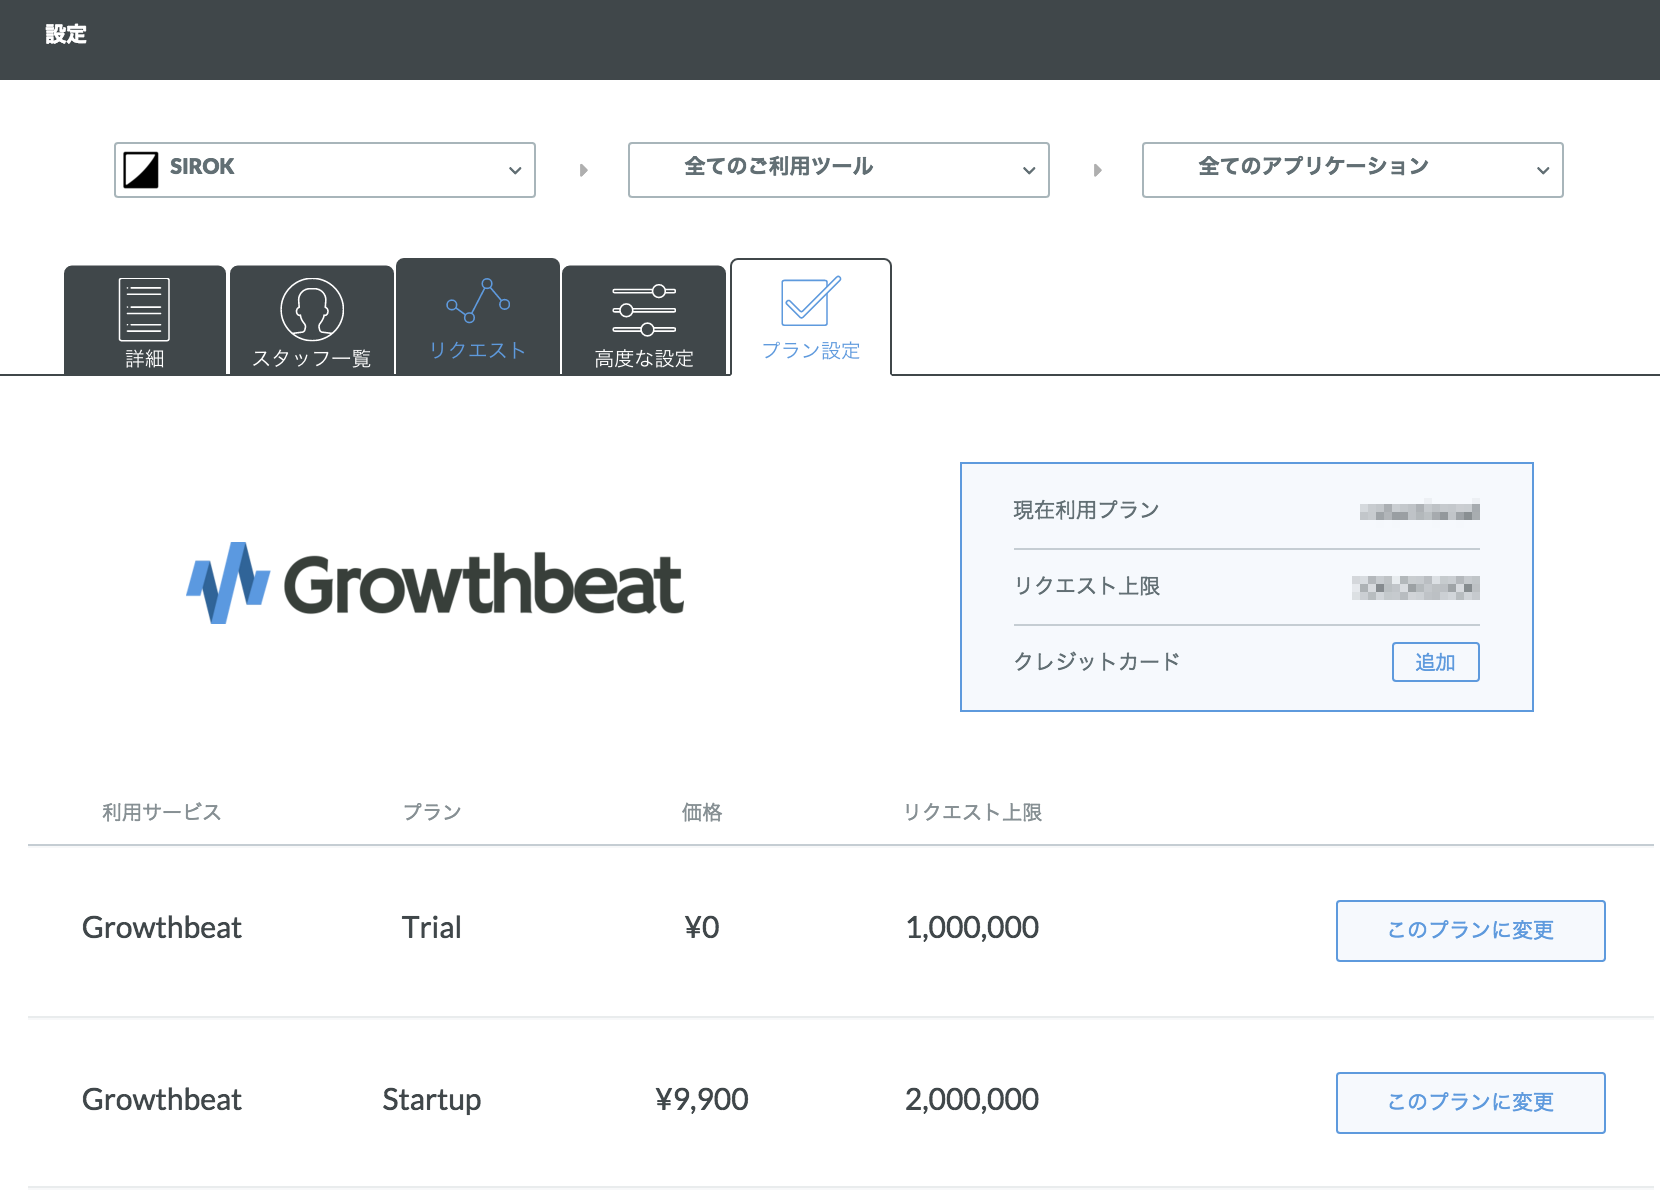 設定
SIROK
全てのご利用ツール
全てのアプリケーション
詳細
スタッフ一覧
リクエスト
高度な設定
プラン設定
Growthbeat
現在利用プラン
リクエスト上限
クレジットカード 追加
利用サービス プラン 価格 リクエスト上限
Growthbeat Trial ¥0 1,000,000 このプランに変更
Growthbeat Startup ¥9,900 2,000,000 このプランに変更